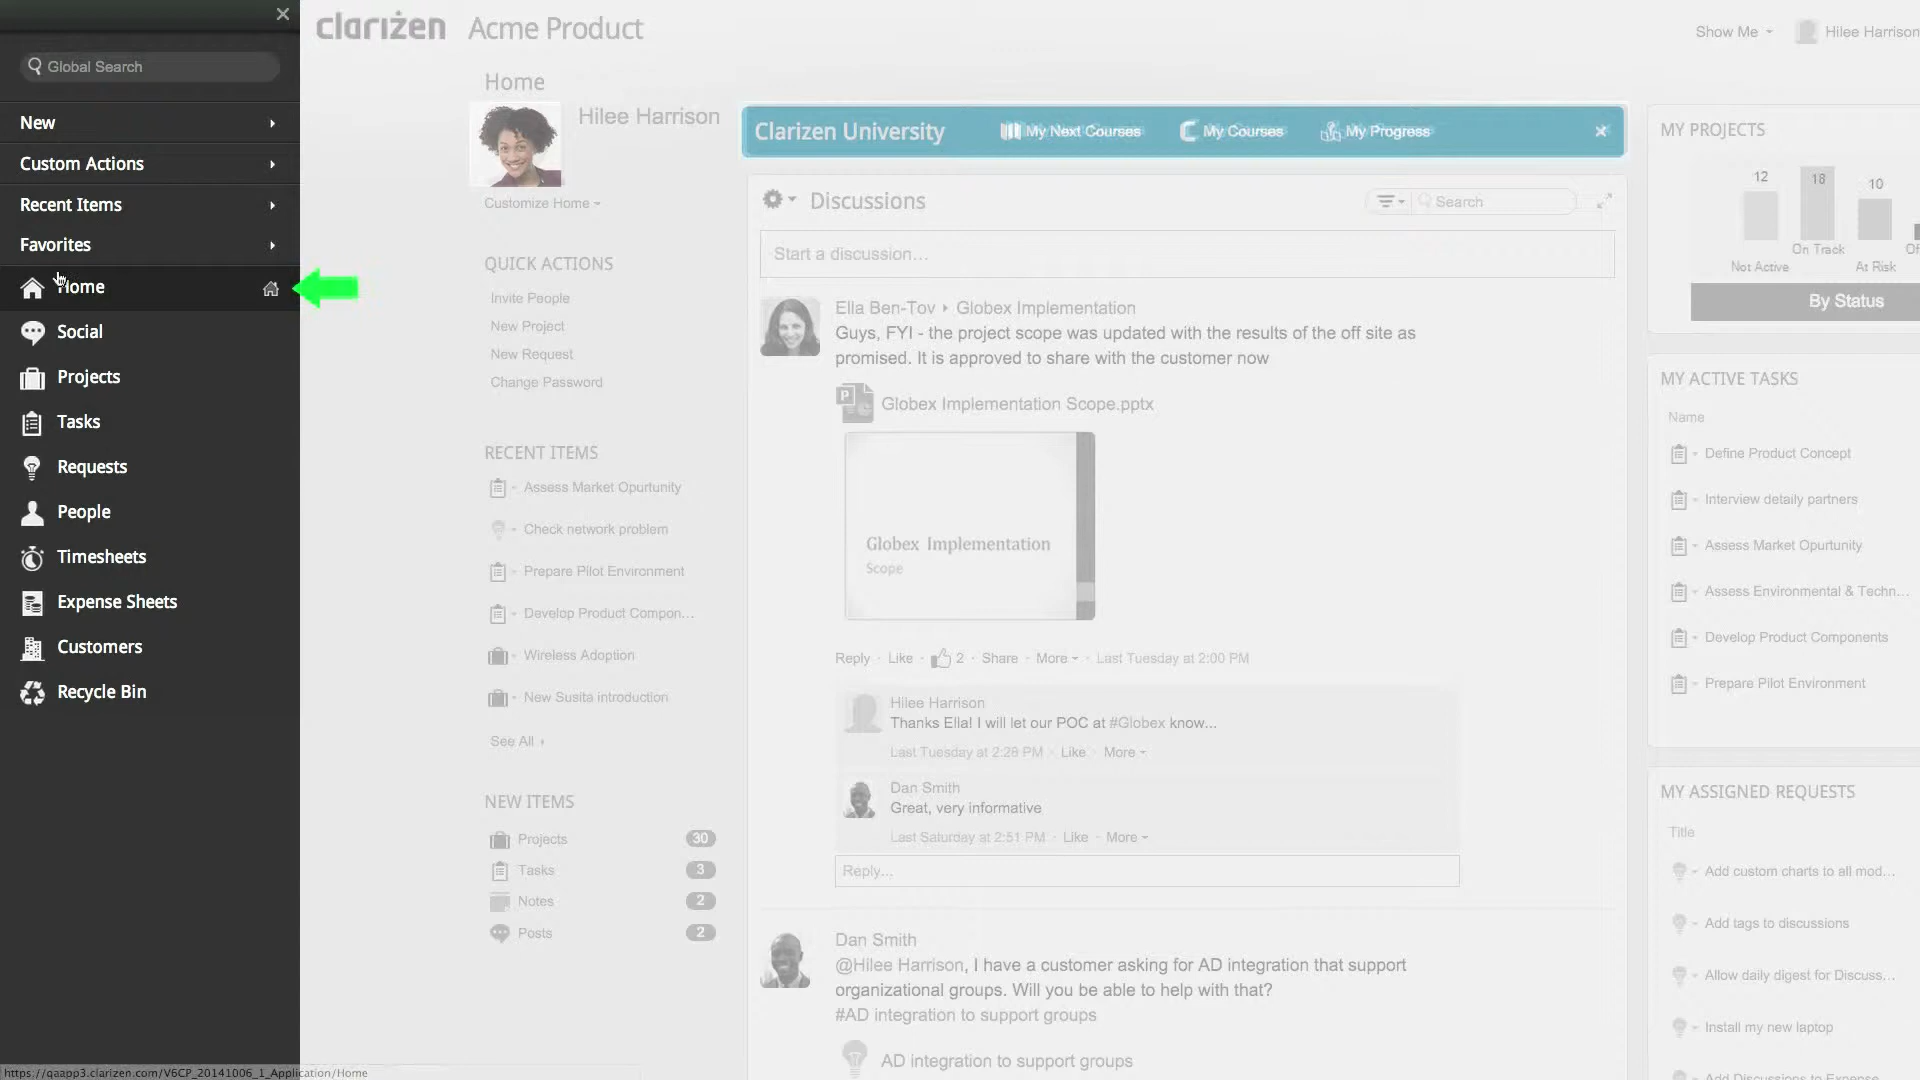 Global Search
New
Custom Actions
Recent Items
Favorites
Home
Social
Projects
Tasks
Requests
People
Timesheets
Expense Sheets
Customers
Recycle Bin
https://qaapp3.clarizen.com/V6CP_20141006_1_Application/Home
clarizen Acme Product
Show Me
Hilee Harrison
Home
Hilee Harrison
Customize Home
QUICK ACTIONS
Invite People
New Project
New Request
Change Password
RECENT ITEMS
Assess Market Opurtunity
Check network problem
Prepare Pilot Environment
Develop Product Compon...
Wireless Adoption
New Susita introduction
See All
NEW ITEMS
Projects 30
Tasks 3
Notes 2
Posts 2
Clarizen University My Next Courses My Courses My Progress
Discussions
Search
Start a discussion...
Ella Ben-Tov Globex Implementation
Guys, FYI - the project scope was updated with the results of the off site as
promised. It is approved to share with the customer now
Globex Implementation Scope.pptx
Globex Implementation
Scope
Reply · Like · 2 · Share · More · Last Tuesday at 2:00 PM
Hilee Harrison
Thanks Ella! I will let our POC at #Globex know...
Last Tuesday at 2:28 PM · Like · More
Dan Smith
Great, very informative
Last Saturday at 2:51 PM · Like · More
Reply...
Dan Smith
@Hilee Harrison, I have a customer asking for AD integration that support
organizational groups. Will you be able to help with that?
#AD integration to support groups
AD integration to support groups
MY PROJECTS
12 18 10
Not Active On Track At Risk
By Status
MY ACTIVE TASKS
Name
Define Product Concept
Interview detaily partners
Assess Market Opurtunity
Assess Environmental & Techn...
Develop Product Components
Prepare Pilot Environment
MY ASSIGNED REQUESTS
Title
Add custom charts to all mod...
Add tags to discussions
Allow daily digest for Discuss...
Install my new laptop
Add Discussions to Expense